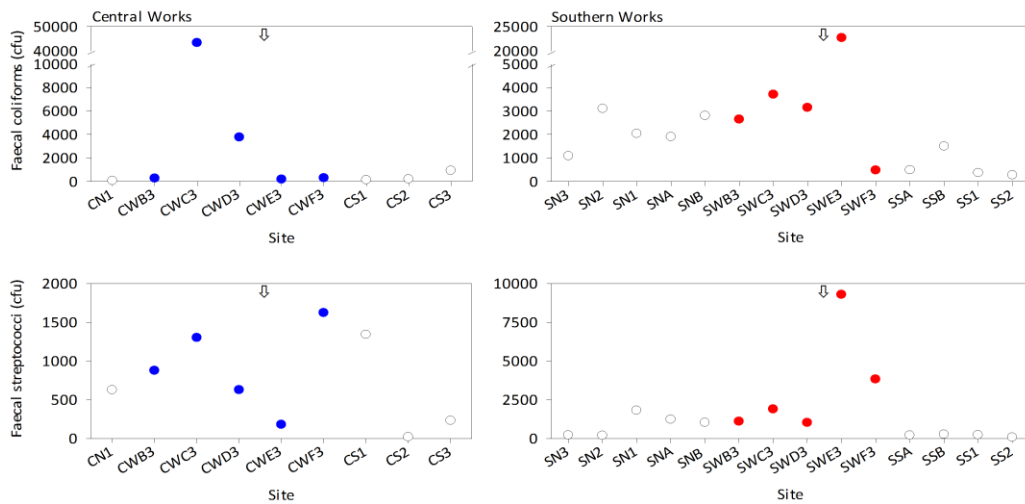 Central Works
Faecal coliforms (cfu)
50000
40000
10000
8000
6000
4000
2000
0
CN1 CWB3 CWC3 CWD3 CWE3 CWF3 CS1 CS2 CS3
Site
Southern Works
25000
20000
5000
4000
3000
2000
1000
0
SN3 SN2 SN1 SNA SNB SWB3 SWC3 SWD3 SWE3 SWF3 SSA SSB SS1 SS2
Site
Faecal streptococci (cfu)
2000
1500
1000
500
0
CN1 CWB3 CWC3 CWD3 CWE3 CWF3 CS1 CS2 CS3
Site
10000
7500
5000
2500
0
SN3 SN2 SN1 SNA SNB SWB3 SWC3 SWD3 SWE3 SWF3 SSA SSB SS1 SS2
Site